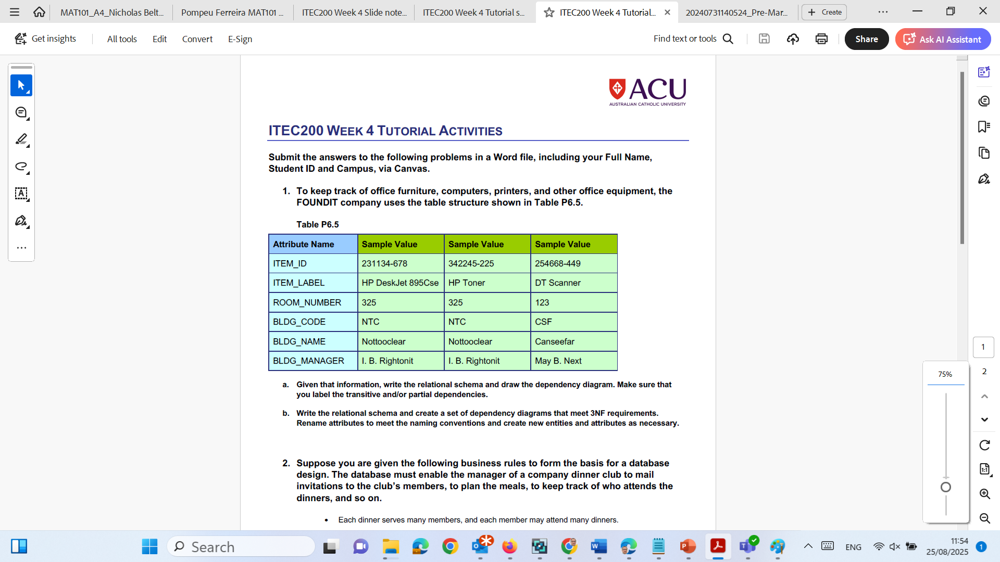 MAT101_A4_Nicholas Belt...
Pompeu Ferreira MAT101 ...
ITEC200 Week 4 Slide note...
ITEC200 Week 4 Tutorial s...
ITEC200 Week 4 Tutorial...
20240731140524_Pre-Mar...
Create
Get insights
All tools
Edit
Convert
E-Sign
Find text or tools
Share
Ask AI Assistant
ACU
AUSTRALIAN CATHOLIC UNIVERSITY
ITEC200 WEEK 4 TUTORIAL ACTIVITIES
Submit the answers to the following problems in a Word file, including your Full Name,
Student ID and Campus, via Canvas.
1. To keep track of office furniture, computers, printers, and other office equipment, the
FOUNDIT company uses the table structure shown in Table P6.5.
Table P6.5
Attribute Name Sample Value Sample Value Sample Value
ITEM_ID 231134-678 342245-225 254668-449
ITEM_LABEL HP DeskJet 895Cse HP Toner DT Scanner
ROOM_NUMBER 325 325 123
BLDG_CODE NTC NTC CSF
BLDG_NAME Nottooclear Nottooclear Canseefar
BLDG_MANAGER I. B. Rightonit I. B. Rightonit May B. Next
a. Given that information, write the relational schema and draw the dependency diagram. Make sure that
you label the transitive and/or partial dependencies.
b. Write the relational schema and create a set of dependency diagrams that meet 3NF requirements.
Rename attributes to meet the naming conventions and create new entities and attributes as necessary.
2. Suppose you are given the following business rules to form the basis for a database
design. The database must enable the manager of a company dinner club to mail
invitations to the club’s members, to plan the meals, to keep track of who attends the
dinners, and so on.
• Each dinner serves many members, and each member may attend many dinners.
1
2
75%
Search
ENG
11:54
25/08/2025
1